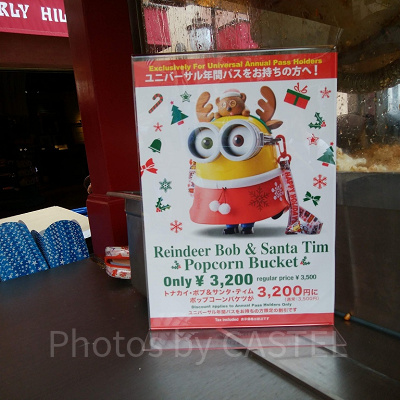 RLY HIL
Exclusively For Universal Annual Pass Holders
ユニバーサル年間パスをお持ちの方へ！
Reindeer Bob & Santa Tim
Popcorn Bucket
Only ¥ 3,200 regular price ¥ 3,500
トナカイ・ボブ&サンタ・ティム
ポップコーンバケツが 3,200円に
Discount applies to Annual Pass Holders Only
ユニバーサル年間パスをお持ちの方限定の割引です
Tax included
Photos by CASTEL